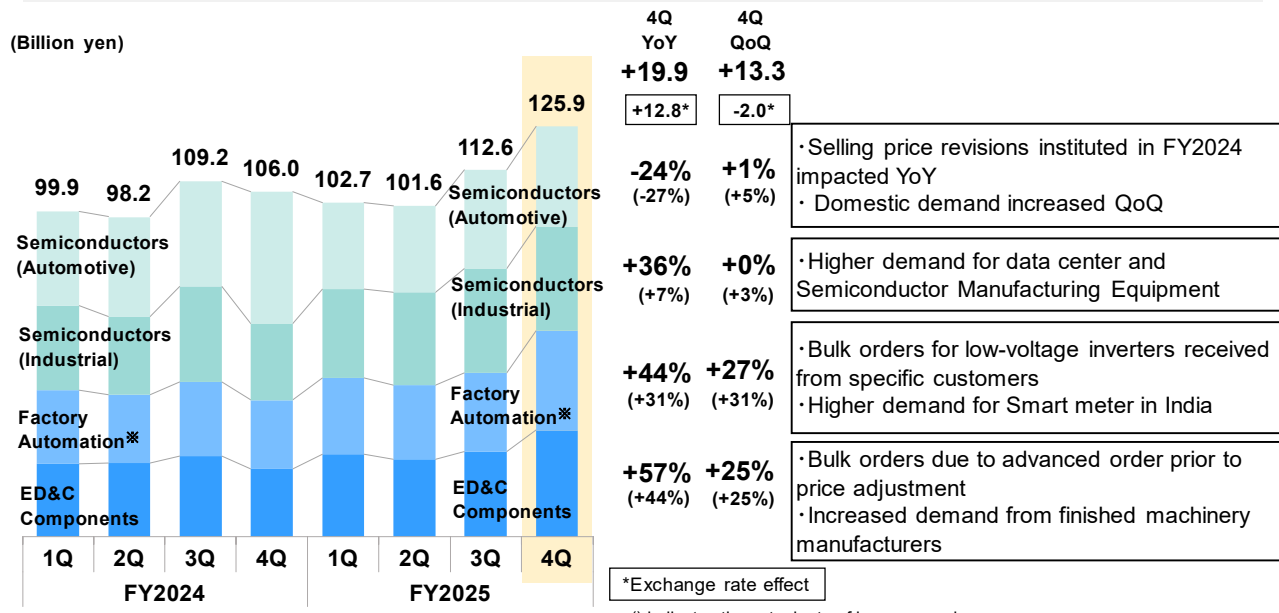 (Billion yen)
4Q
YoY
4Q
QoQ
+19.9
+13.3
+12.8*
-2.0*
99.9
98.2
109.2
106.0
102.7
101.6
112.6
125.9
Semiconductors
(Automotive)
Semiconductors
(Industrial)
Factory
Automation※
ED&C
Components
Semiconductors
(Automotive)
Semiconductors
(Industrial)
Factory
Automation※
ED&C
Components
-24%
(-27%)
+1%
(+5%)
・Selling price revisions instituted in FY2024
impacted YoY
・ Domestic demand increased QoQ
+36%
(+7%)
+0%
(+3%)
・Higher demand for data center and
Semiconductor Manufacturing Equipment
+44%
(+31%)
+27%
(+31%)
・Bulk orders for low-voltage inverters received
from specific customers
・Higher demand for Smart meter in India
+57%
(+44%)
+25%
(+25%)
・Bulk orders due to advanced order prior to
price adjustment
・Increased demand from finished machinery
manufacturers
1Q
2Q
3Q
4Q
1Q
2Q
3Q
4Q
FY2024
FY2025
*Exchange rate effect